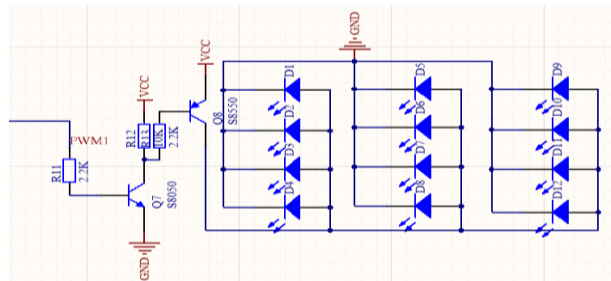 GND
VCC
D1
D5
D9
VCC
D2
D6
D10
Q8
S8550
R12
R13
10K
2.2K
PWM1
D3
D7
D11
R11
2.2K
D4
D8
D12
Q7
S8050
GND